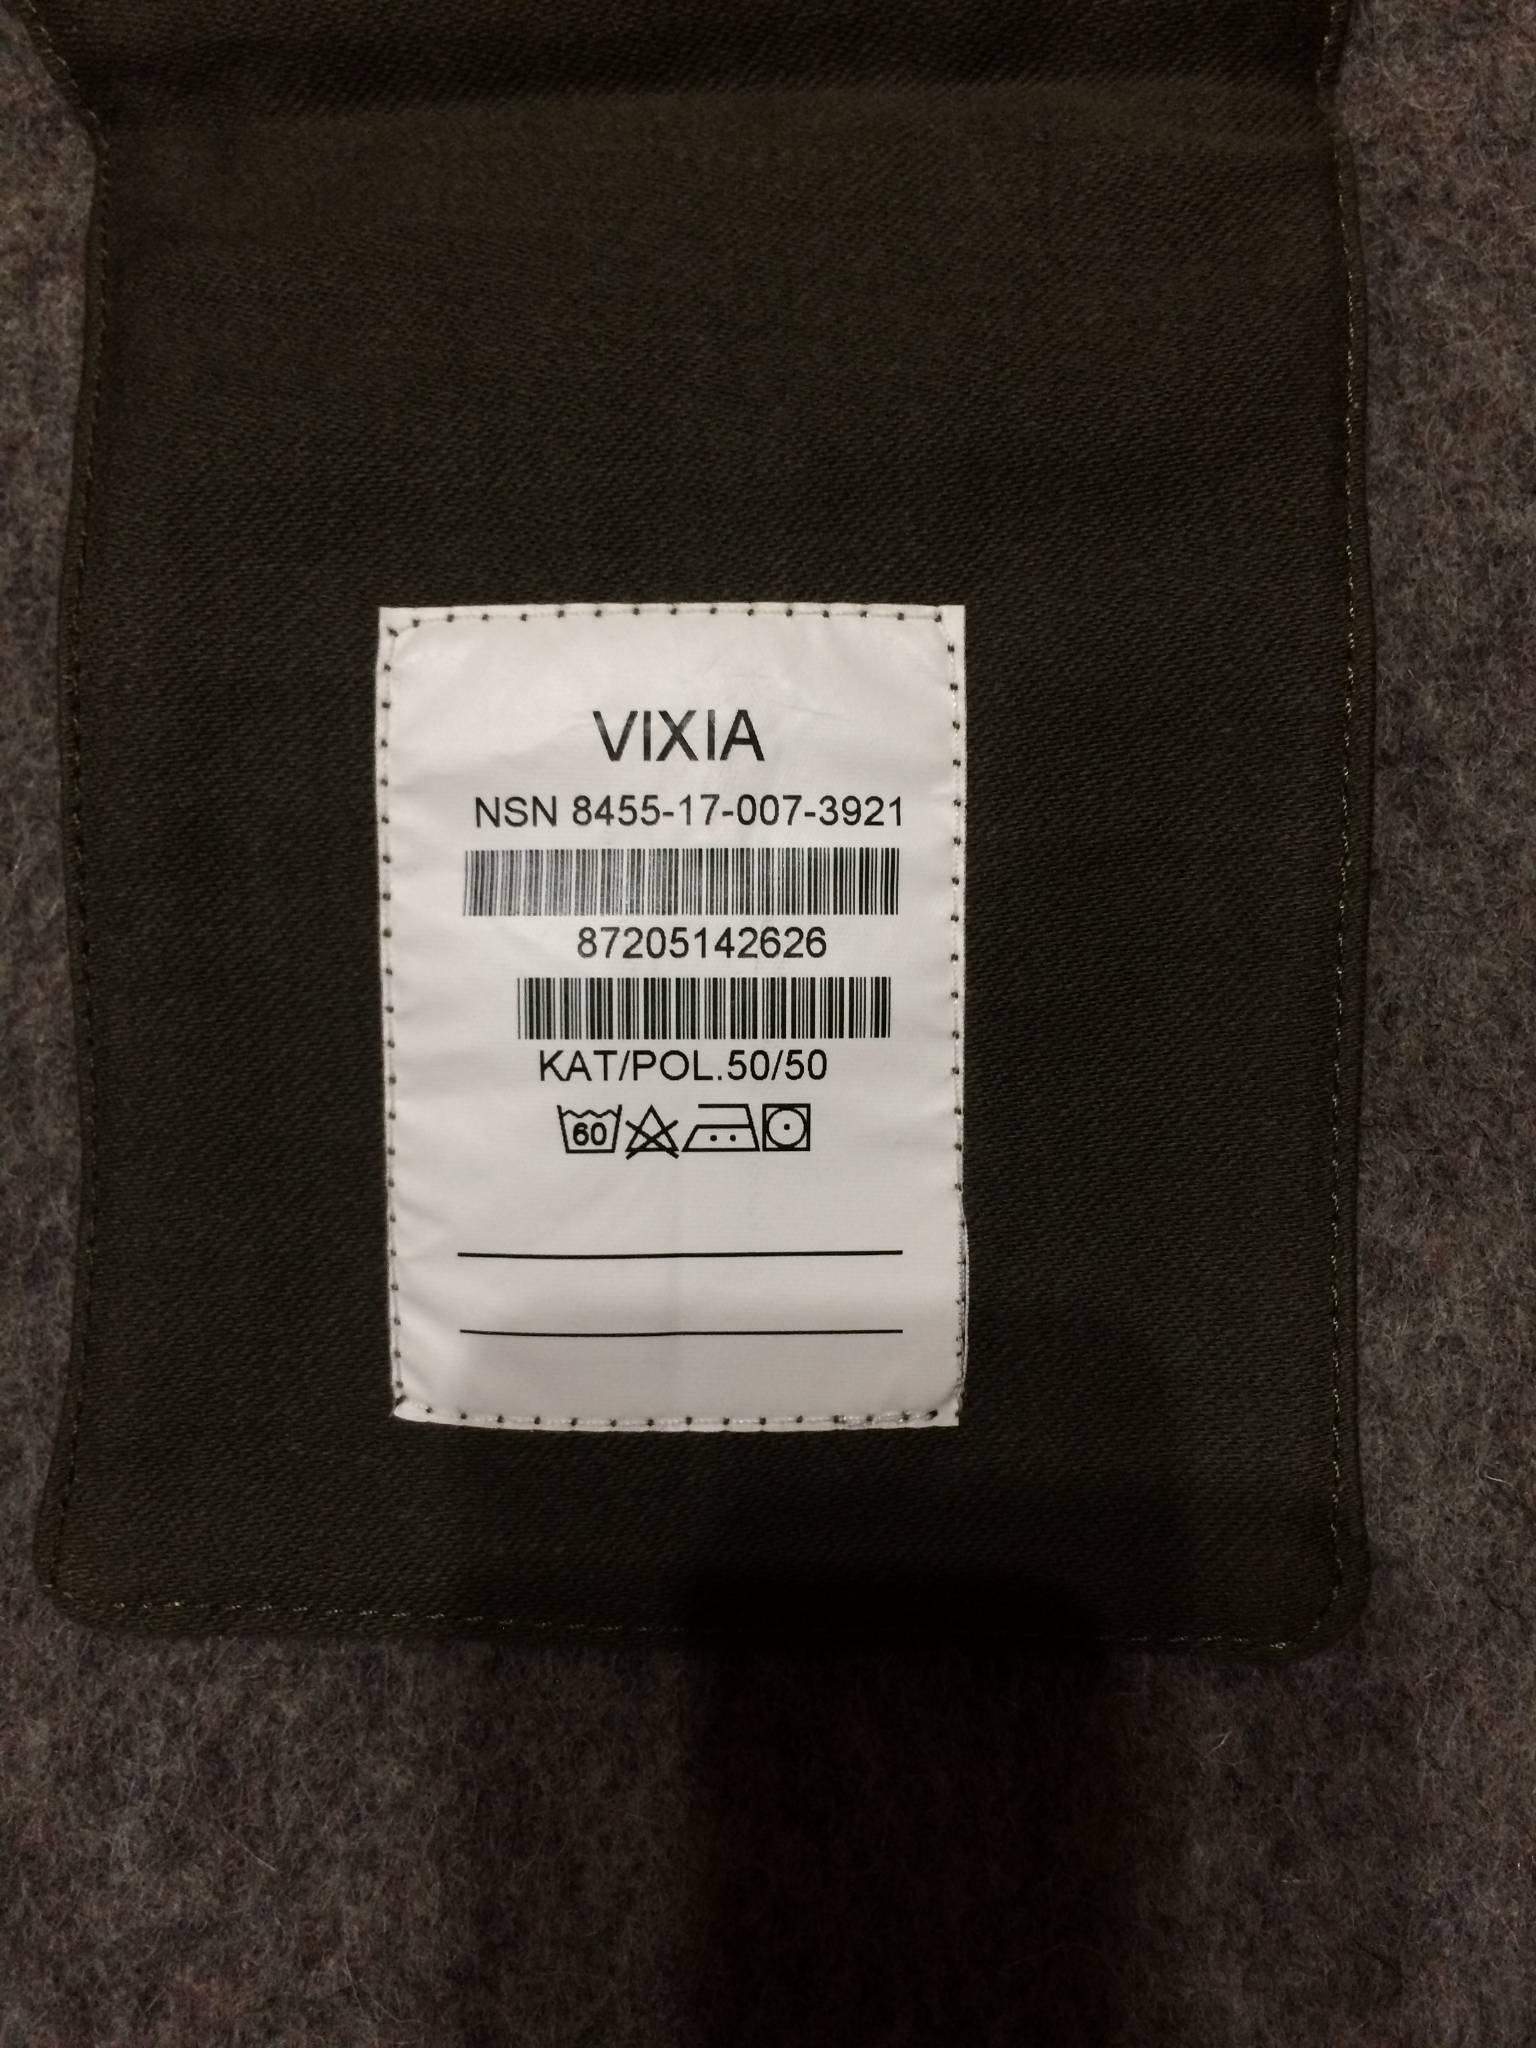 VIXIA
NSN 8455-17-007-3921
87205142626
KAT/POL.50/50
60